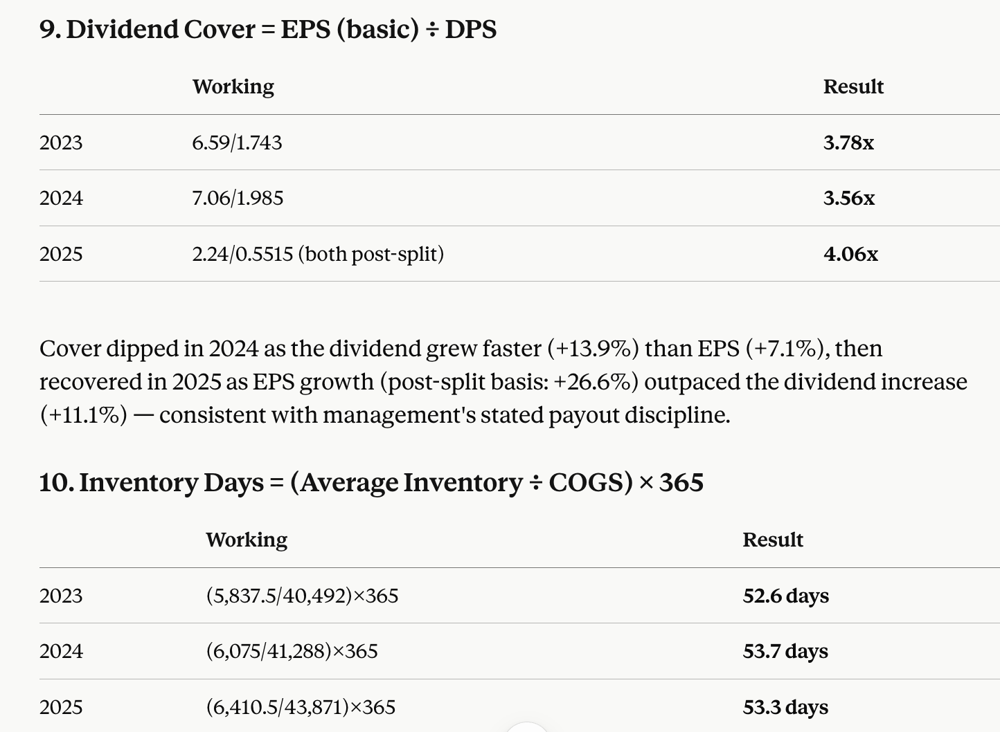 9. Dividend Cover = EPS (basic) ÷ DPS
Working Result
2023 6.59/1.743 3.78x
2024 7.06/1.985 3.56x
2025 2.24/0.5515 (both post-split) 4.06x
Cover dipped in 2024 as the dividend grew faster (+13.9%) than EPS (+7.1%), then
recovered in 2025 as EPS growth (post-split basis: +26.6%) outpaced the dividend increase
(+11.1%) — consistent with management's stated payout discipline.
10. Inventory Days = (Average Inventory ÷ COGS) × 365
Working Result
2023 (5,837.5/40,492)×365 52.6 days
2024 (6,075/41,288)×365 53.7 days
2025 (6,410.5/43,871)×365 53.3 days